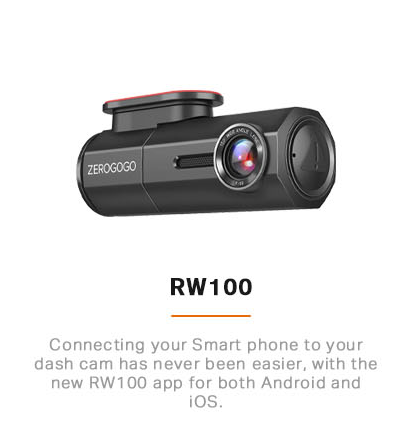 ZEROGOGO
RW100
Connecting your Smart phone to your
dash cam has never been easier, with the
new RW100 app for both Android and
iOS.